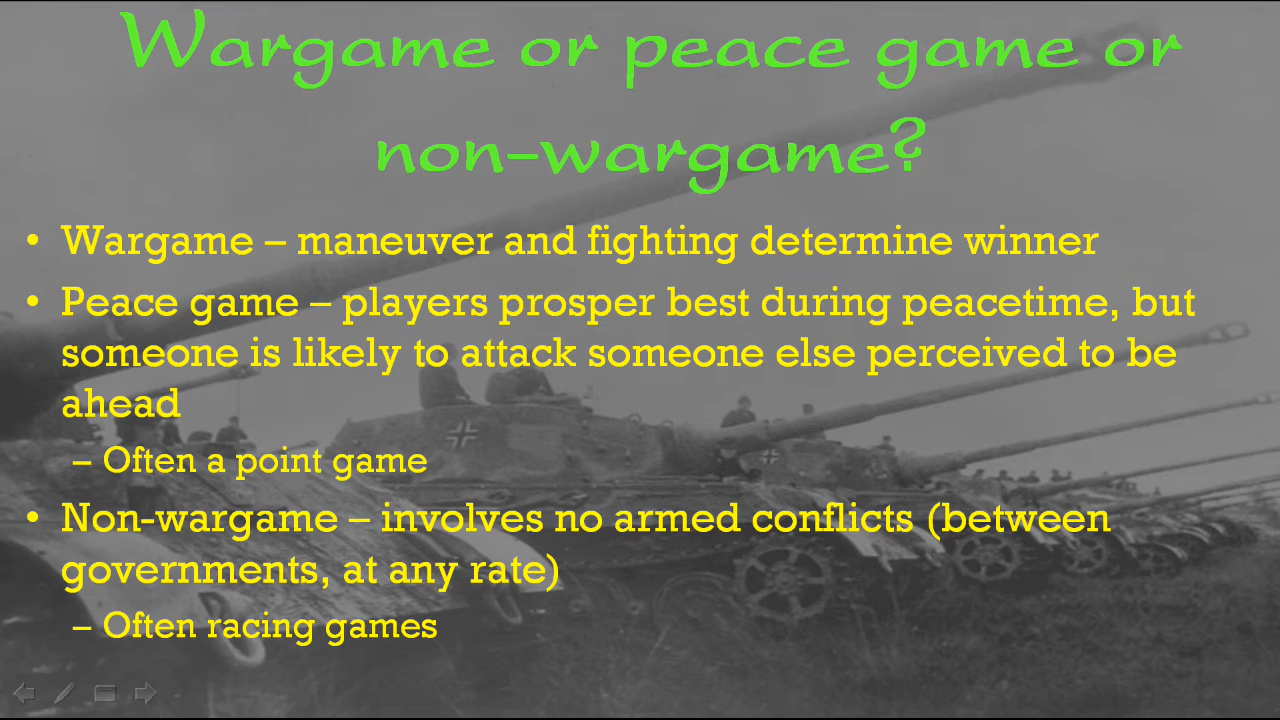 Wargame or peace game or
non-wargame?
• Wargame – maneuver and fighting determine winner
• Peace game – players prosper best during peacetime, but
someone is likely to attack someone else perceived to be
ahead
– Often a point game
• Non-wargame – involves no armed conflicts (between
governments, at any rate)
– Often racing games